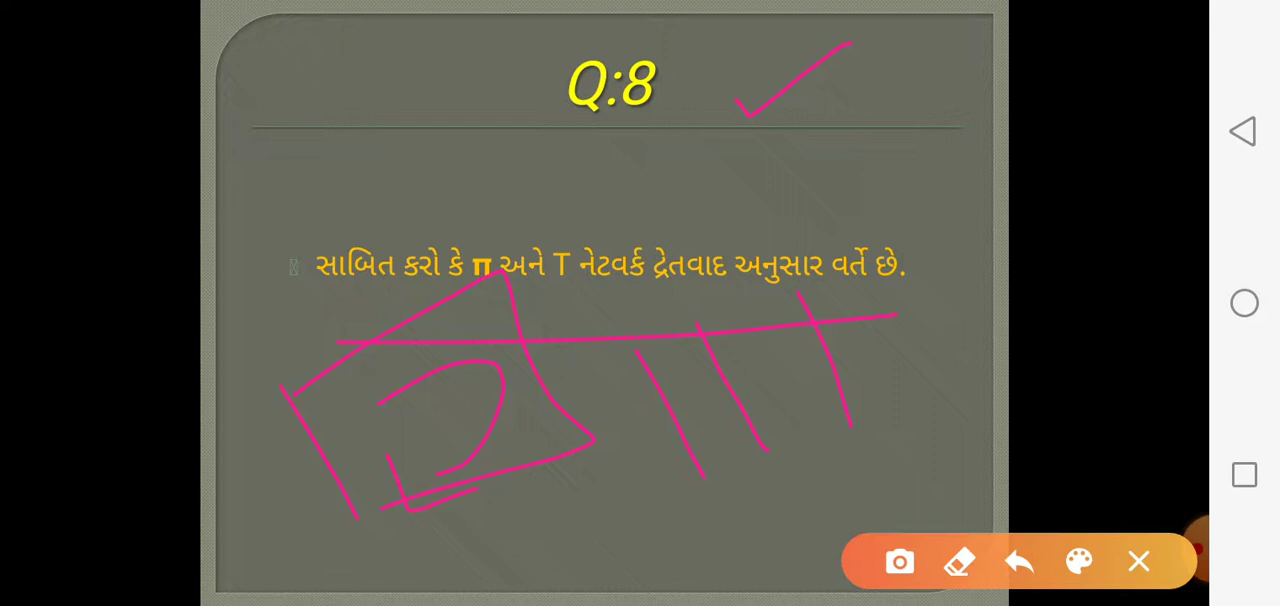 Q:8
સાબિત કરો કે π અને T નેટવર્ક દ્રેતવાદ અનુસાર વર્તે છે.